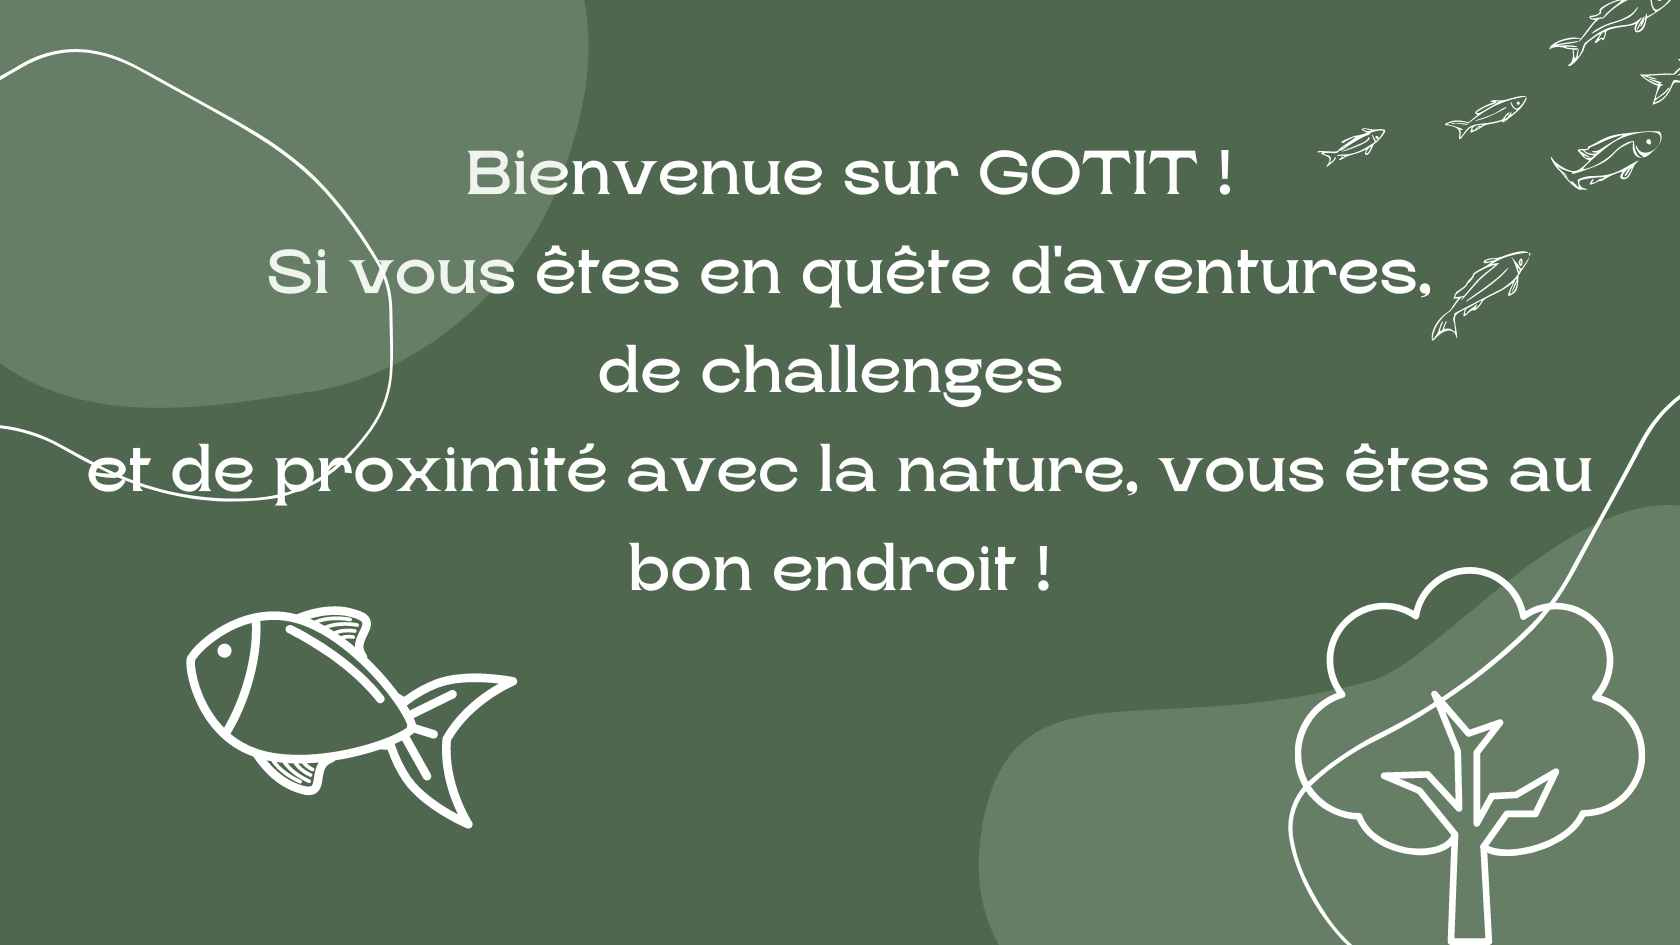 Bienvenue sur GOTIT !
Si vous êtes en quête d'aventures,
de challenges
et de proximité avec la nature, vous êtes au
bon endroit !